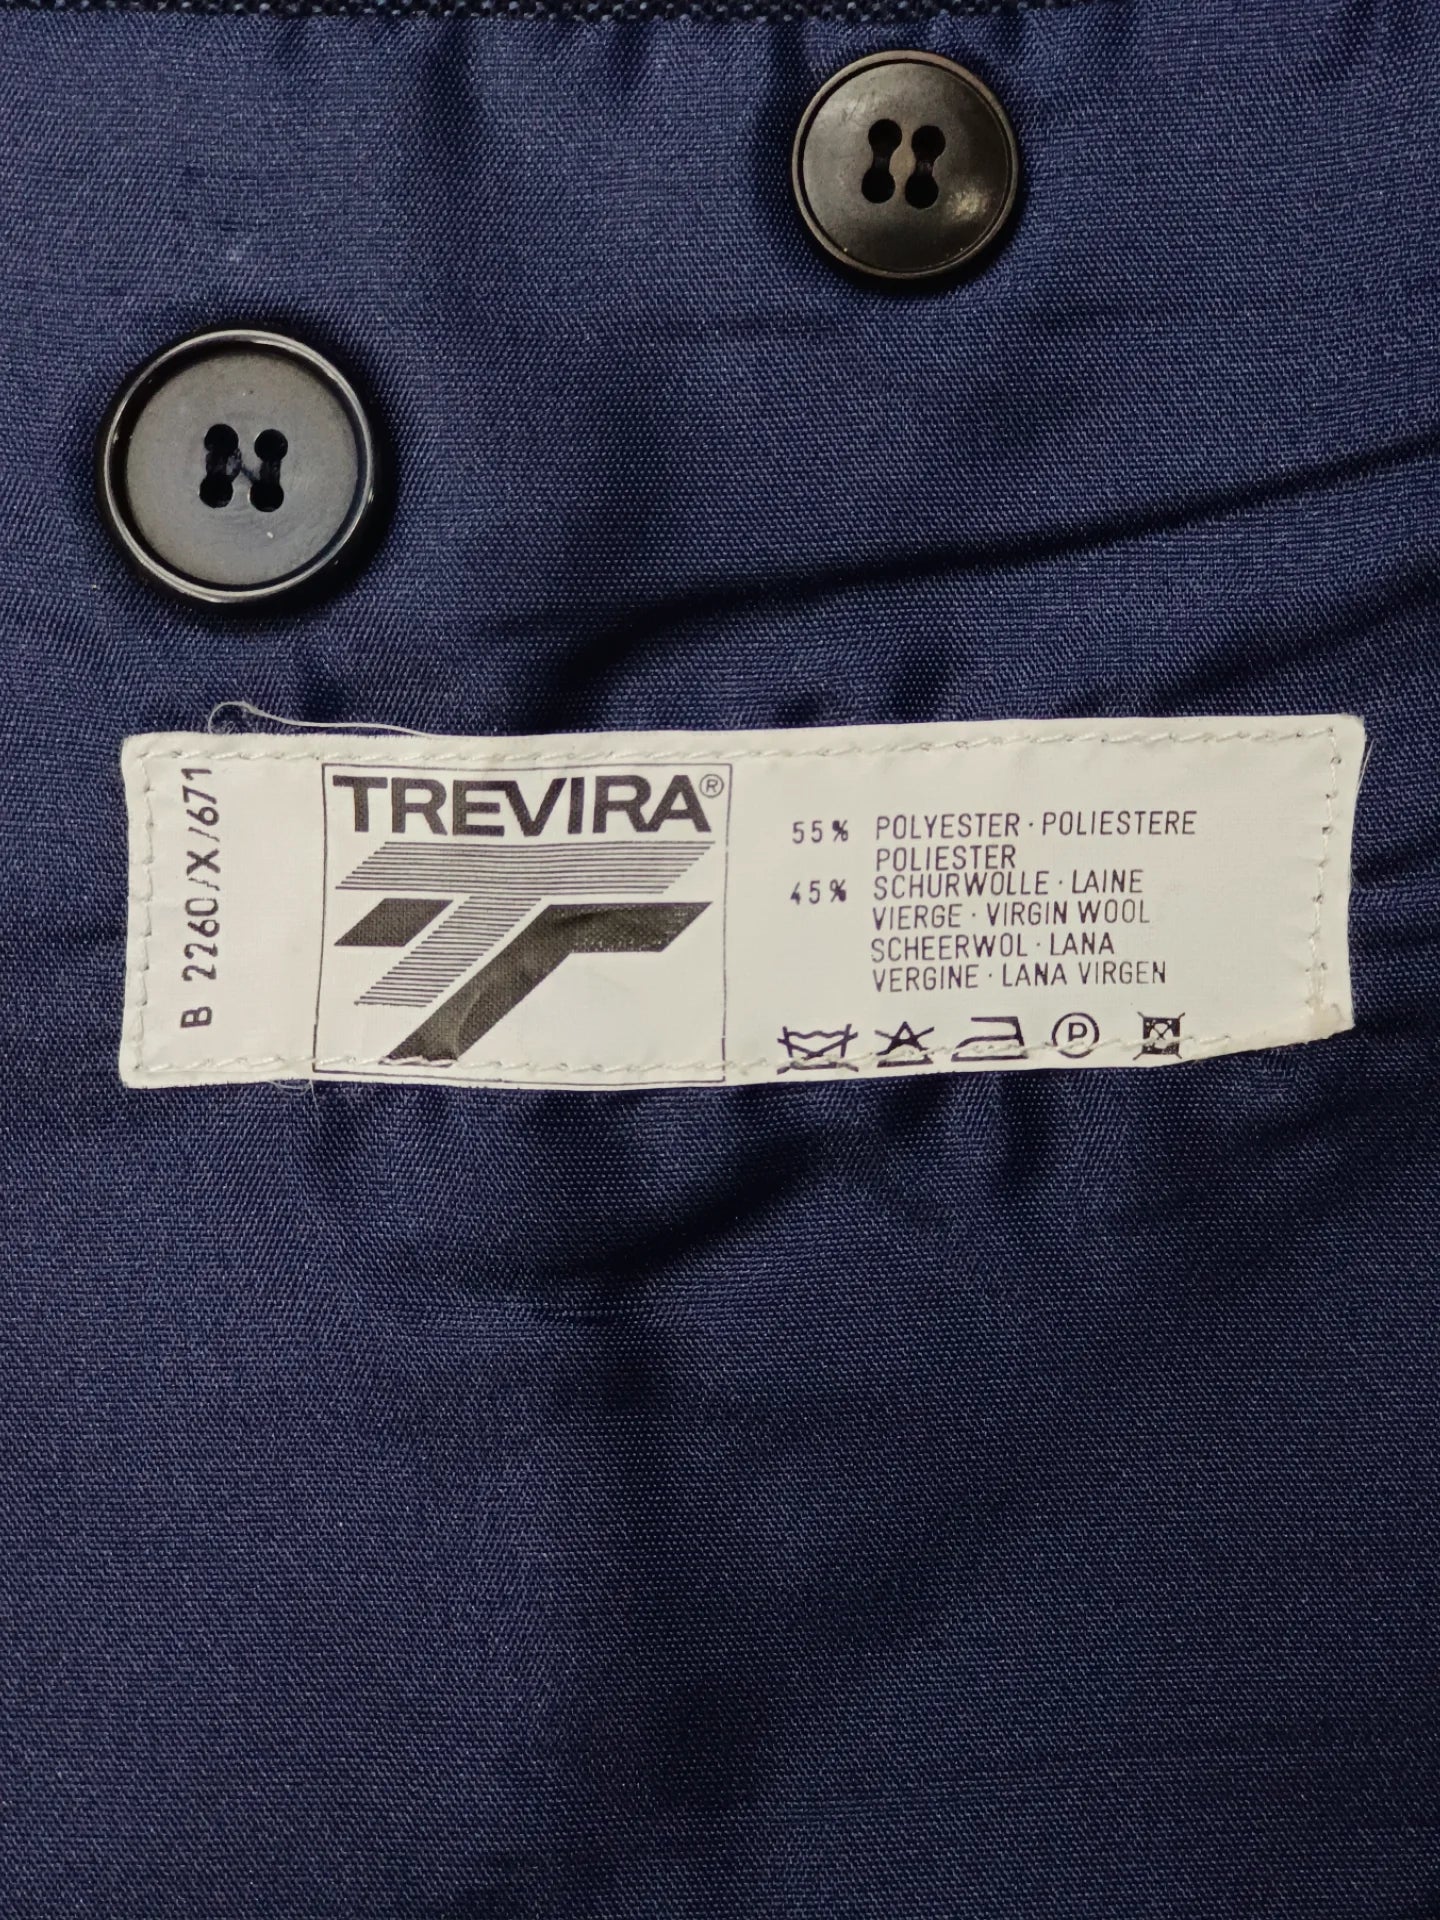 B 2260/X/671
TREVIRA®
55% POLYESTER · POLIESTERE
POLIESTER
45% SCHURWOLLE · LAINE
VIERGE · VIRGIN WOOL
SCHEERWOL · LANA
VERGINE · LANA VIRGEN
P